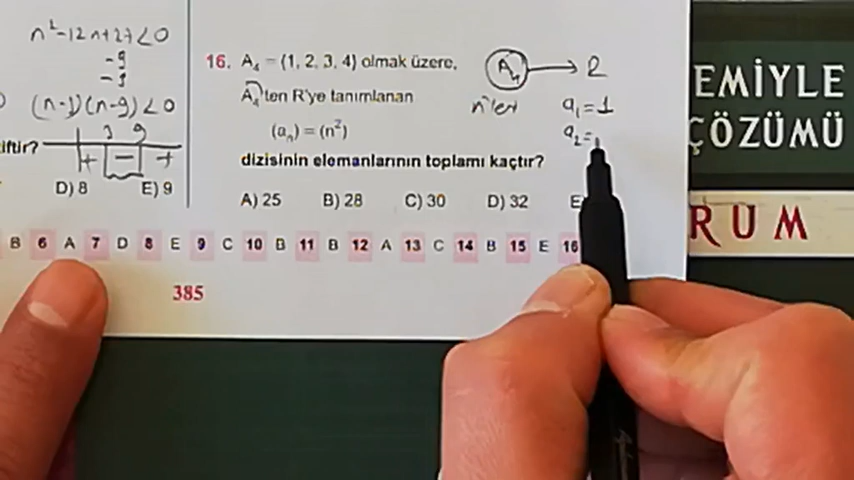 n²-12n+27<0
-9
-3
(n-3)(n-9)<0
3 9
+ - +
iftir?
D) 8 E) 9
16. A₄ = {1, 2, 3, 4} olmak üzere,
A₄'ten R'ye tanımlanan
(aₙ) = (n²)
dizisinin elemanlarının toplamı kaçtır?
A) 25 B) 28 C) 30 D) 32 E
A₄ → R
n'ler
a₁=1
a₂=
B 6 A 7 D 8 E 9 C 10 B 11 B 12 A 13 C 14 B 15 E 16
385
EMİYLE
ÇÖZÜMÜ
RUM